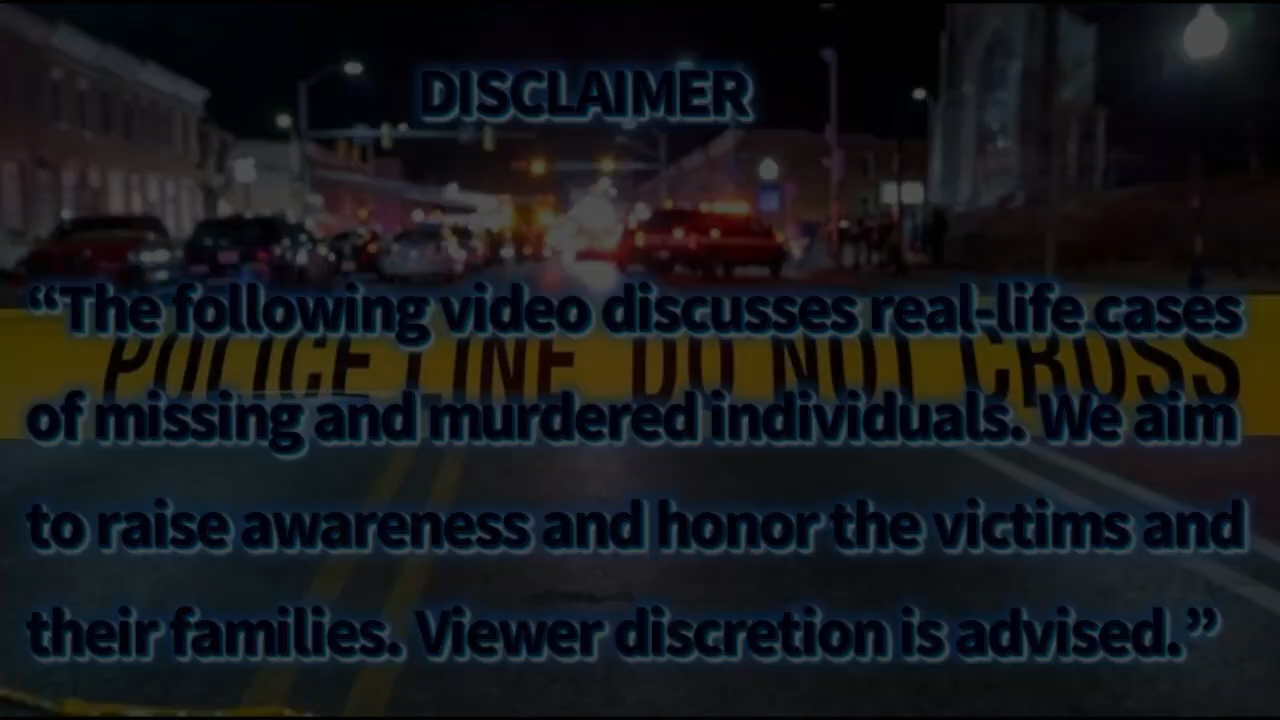 DISCLAIMER
“The following video discusses real-life cases
POLICE LINE DO NOT CROSS
of missing and murdered individuals. We aim
to raise awareness and honor the victims and
their families. Viewer discretion is advised.”